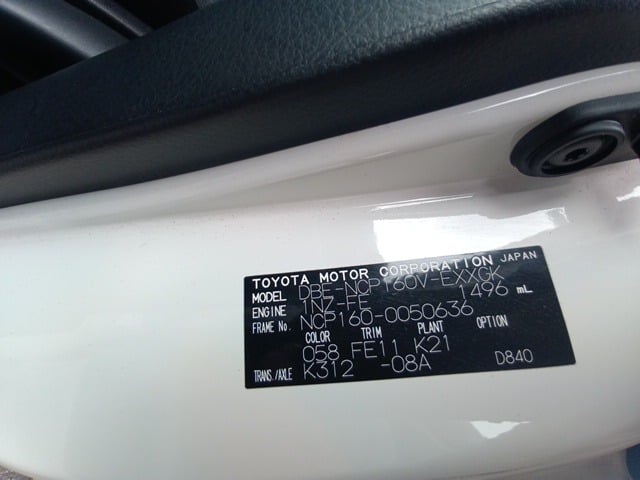 TOYOTA MOTOR CORPORATION JAPAN
MODEL DBE-NCP160V-EXXGK
ENGINE 1NZ-FE 1496 mL
FRAME No. NCP160-0050636
COLOR TRIM PLANT OPTION
058 FE11 K21
TRANS./AXLE K312 -08A D840